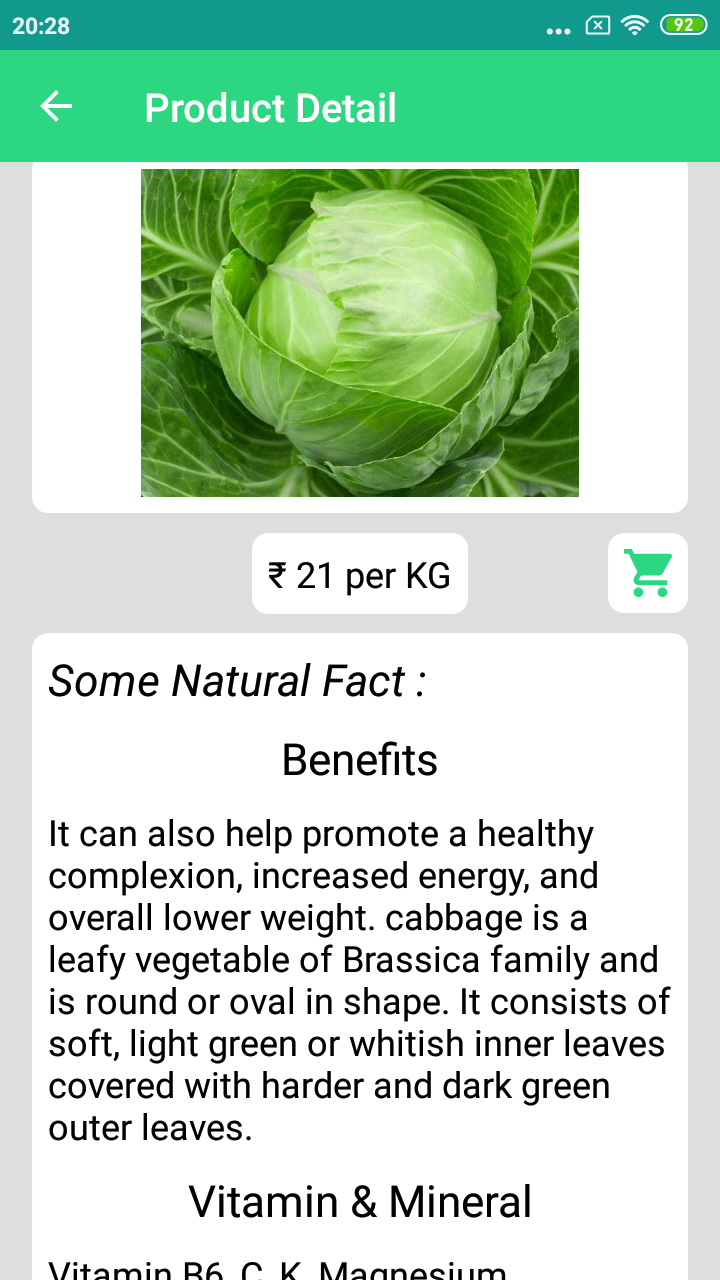 20:28
92
Product Detail
₹ 21 per KG
Some Natural Fact :
Benefits
It can also help promote a healthy
complexion, increased energy, and
overall lower weight. cabbage is a
leafy vegetable of Brassica family and
is round or oval in shape. It consists of
soft, light green or whitish inner leaves
covered with harder and dark green
outer leaves.
Vitamin & Mineral
Vitamin B6, C, K, Magnesium